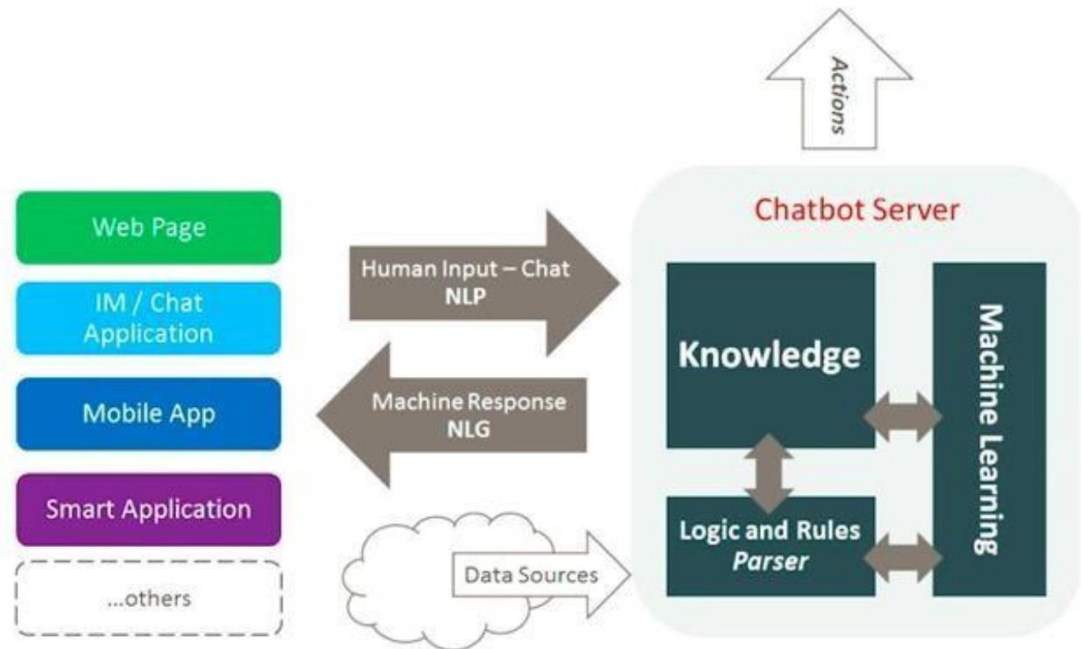 Actions
Chatbot Server
Web Page
IM / Chat
Application
Mobile App
Smart Application
...others
Human Input – Chat
NLP
Machine Response
NLG
Data Sources
Knowledge
Logic and Rules
Parser
Machine Learning